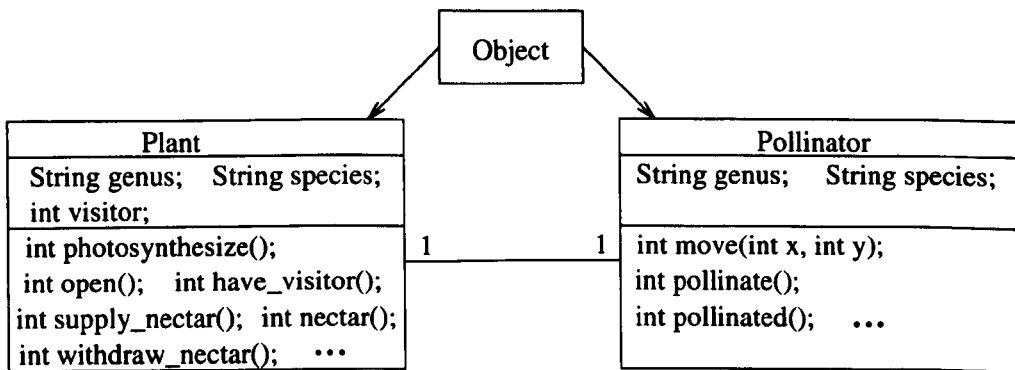 Object
Plant
String genus; String species;
int visitor;
int photosynthesize();
int open(); int have_visitor();
int supply_nectar(); int nectar();
int withdraw_nectar(); ...
1 1
Pollinator
String genus; String species;
int move(int x, int y);
int pollinate();
int pollinated(); ...